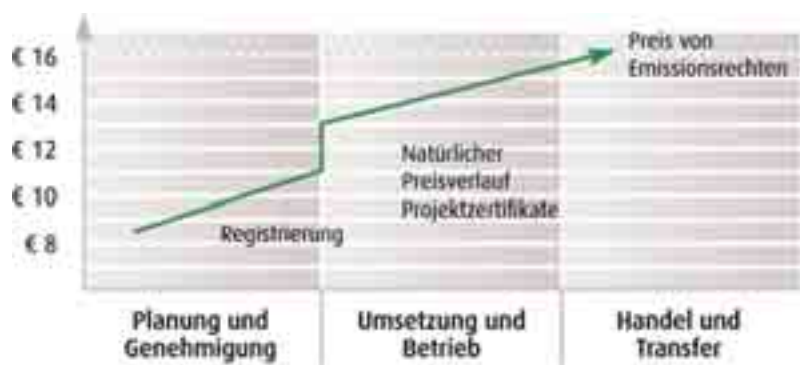 € 16
€ 14
€ 12
€ 10
€ 8
Preis von
Emissionsrechten
Natürlicher
Preisverlauf
Projektzertifikate
Registrierung
Planung und
Genehmigung
Umsetzung und
Betrieb
Handel und
Transfer